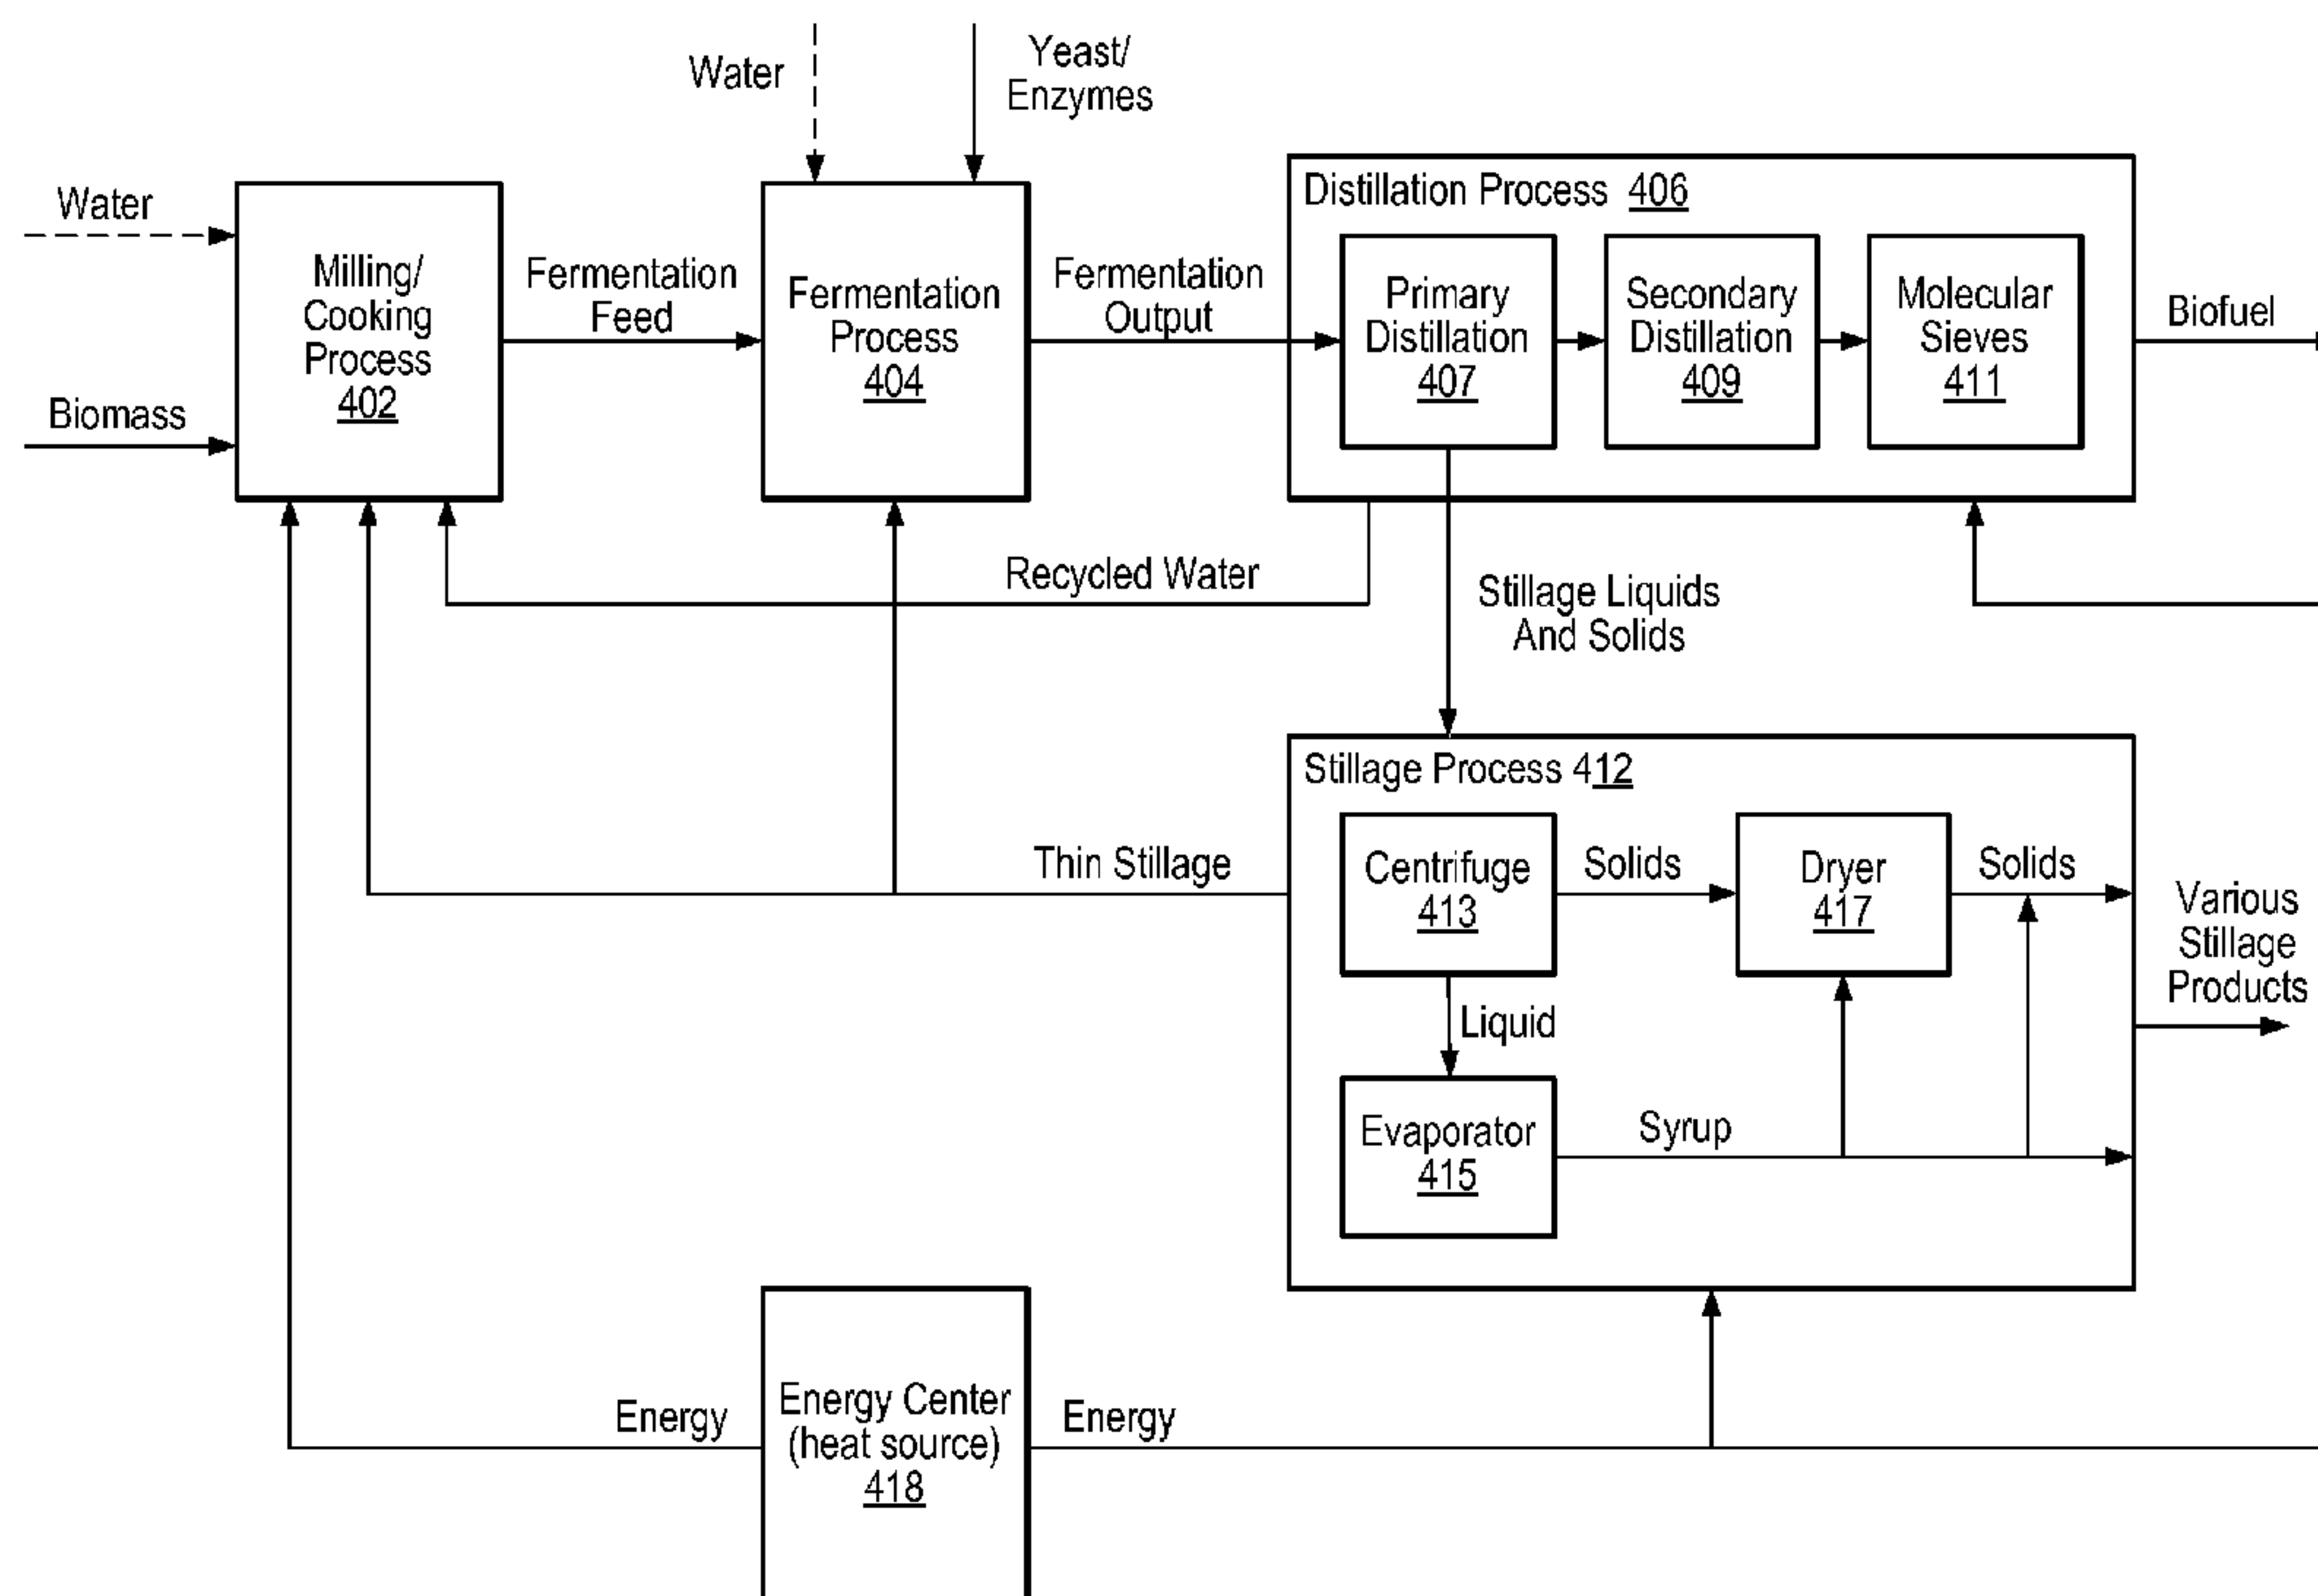 Water
Yeast/
Enzymes
Water
Biomass
Milling/
Cooking
Process
402
Fermentation
Feed
Fermentation
Process
404
Fermentation
Output
Distillation Process 406
Primary
Distillation
407
Secondary
Distillation
409
Molecular
Sieves
411
Biofuel
Recycled Water
Stillage Liquids
And Solids
Stillage Process 412
Thin Stillage
Centrifuge
413
Solids
Dryer
417
Solids
Various
Stillage
Products
Liquid
Evaporator
415
Syrup
Energy
Energy Center
(heat source)
418
Energy